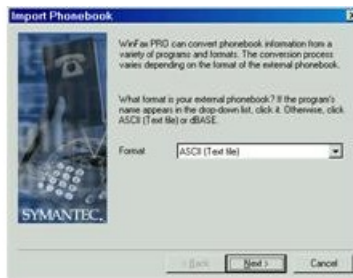 Import Phonebook
WinFax PRO can convert phonebook information from a
variety of programs and formats. The conversion process
varies depending on the format of the external phonebook.
What format is your external phonebook? If the program's
name appears in the drop-down list, click it. Otherwise, click
ASCII (Text file) or dBASE.
Format ASCII (Text file)
SYMANTEC.
< Back Next > Cancel